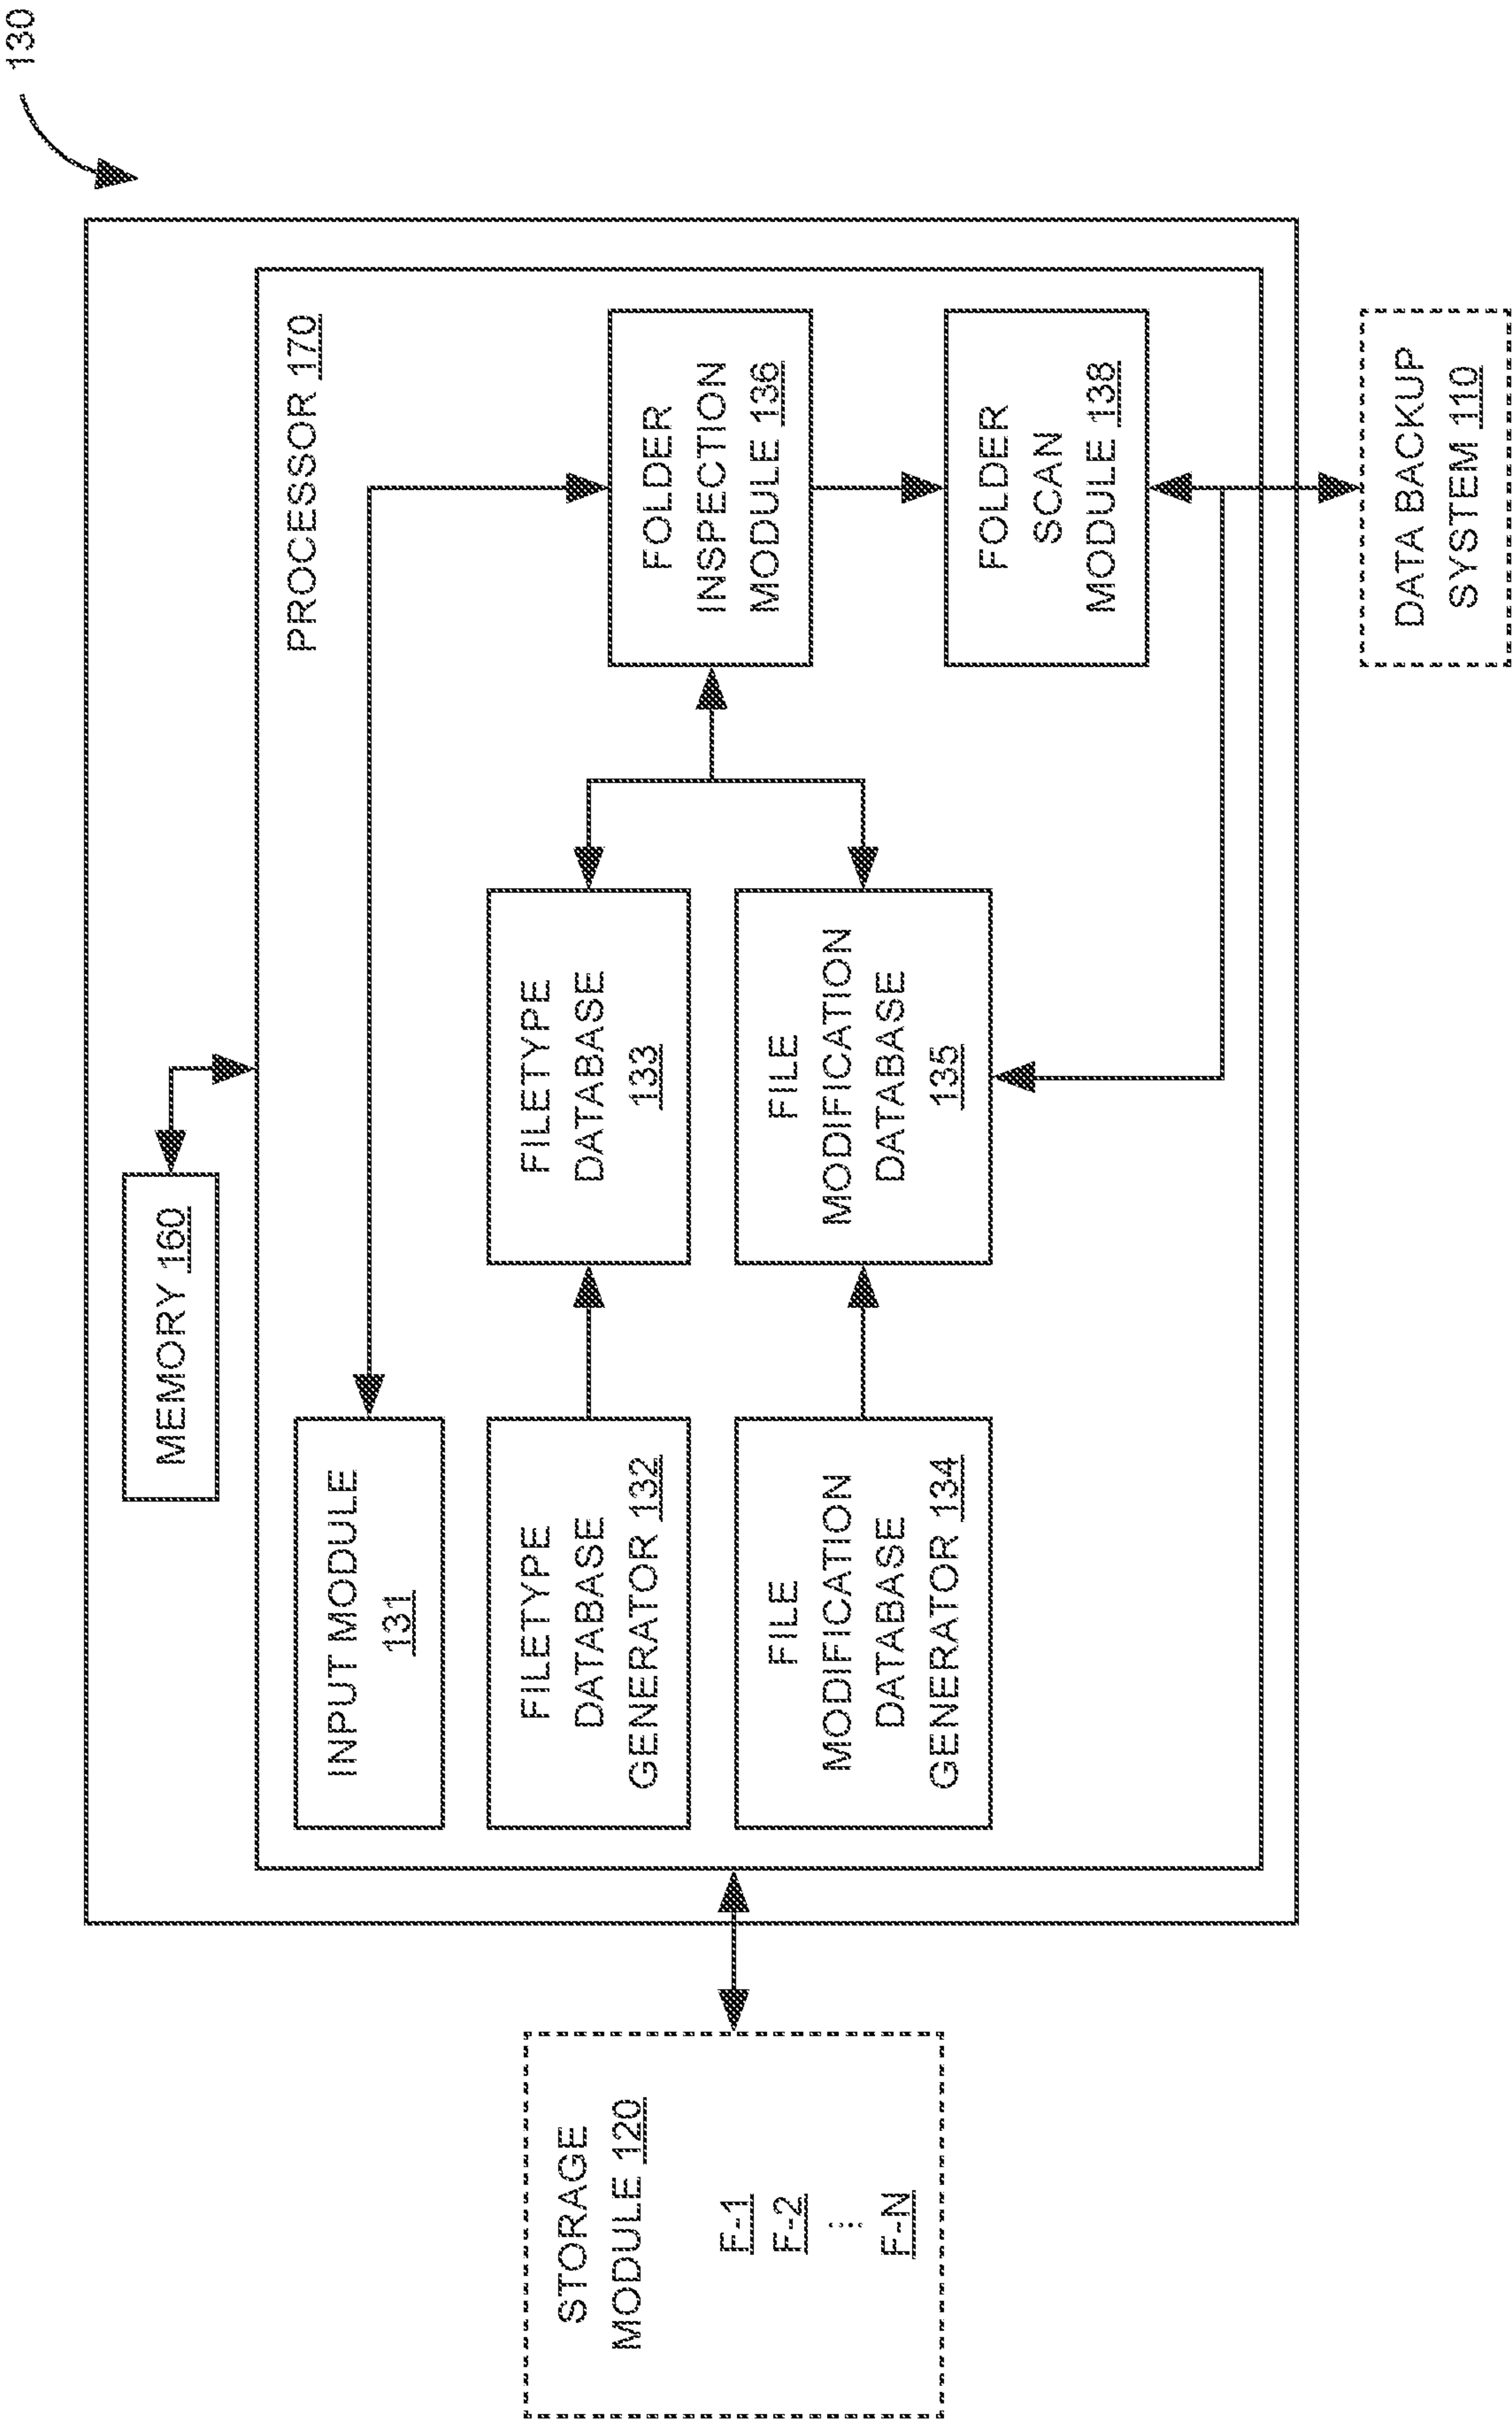 130
MEMORY 160
PROCESSOR 170
INPUT MODULE
131
FILETYPE
DATABASE
GENERATOR 132
FILETYPE
DATABASE
133
FOLDER
INSPECTION
MODULE 136
FILE
MODIFICATION
DATABASE
GENERATOR 134
FILE
MODIFICATION
DATABASE
135
FOLDER
SCAN
MODULE 138
STORAGE
MODULE 120
F-1
F-2
...
F-N
DATA BACKUP
SYSTEM 110